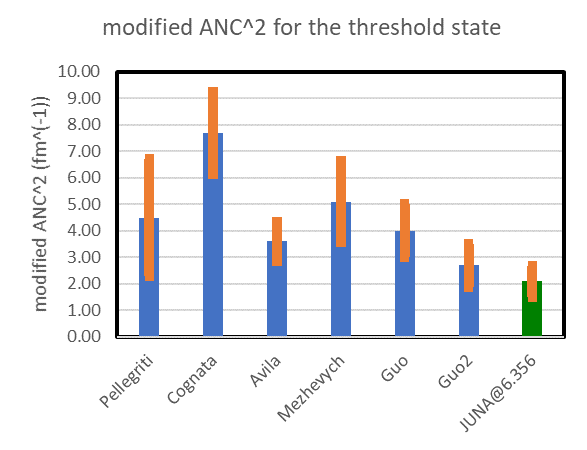 modified ANC^2 for the threshold state
modified ANC^2 (fm^(-1))
10.00
9.00
8.00
7.00
6.00
5.00
4.00
3.00
2.00
1.00
0.00
Pellegriti
Cognata
Avila
Mezhevych
Guo
Guo2
JUNA@6.356